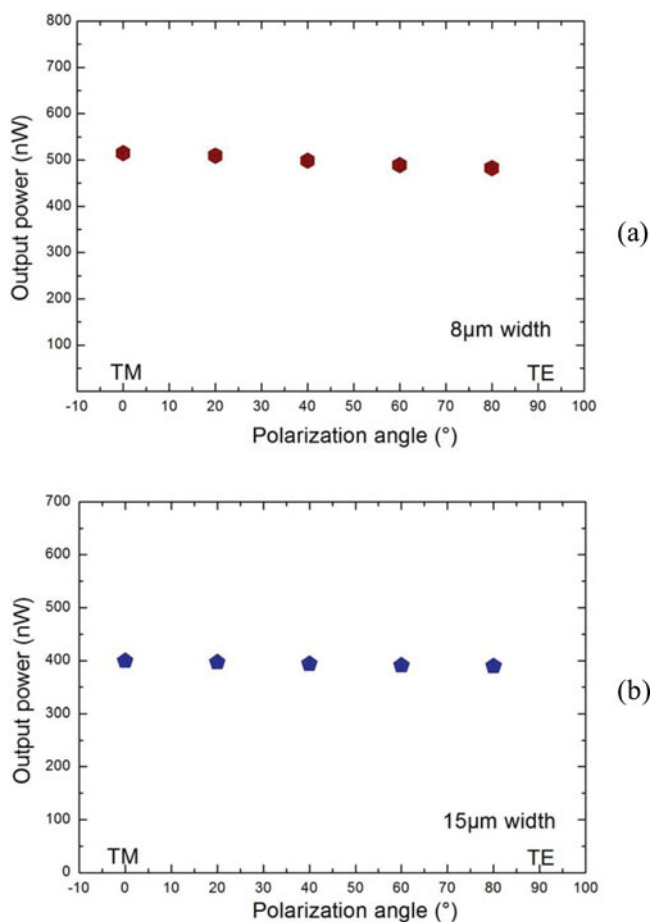 800
700
600
500
400
300
200
100
Output power (nW)
8µm width
TM
TE
-10 0 10 20 30 40 50 60 70 80 90 100
Polarization angle (°)
(a)
700
600
500
400
300
200
100
0
Output power (nW)
15µm width
TM
TE
-10 0 10 20 30 40 50 60 70 80 90 100
Polarization angle (°)
(b)